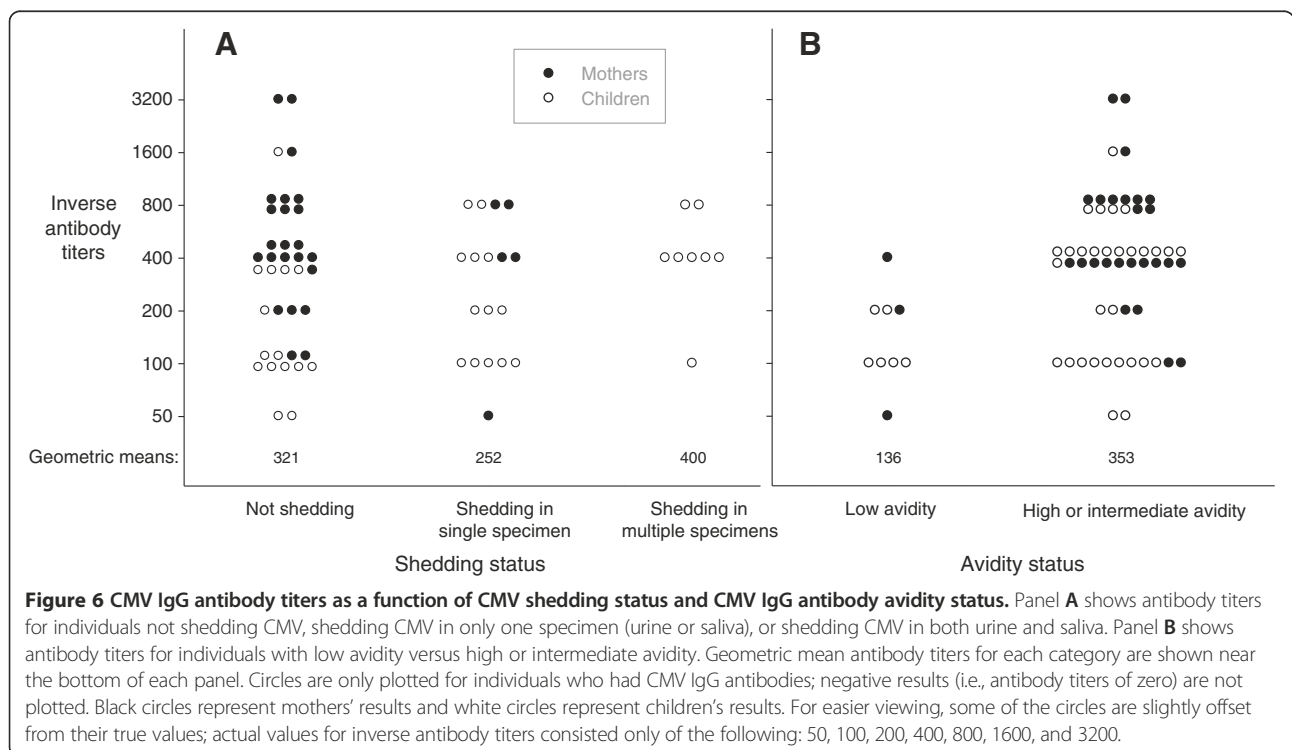 A
B
Mothers
Children
3200
1600
800
400
200
100
50
Inverse
antibody
titers
Geometric means:
321
252
400
136
353
Not shedding
Shedding in
single specimen
Shedding in
multiple specimens
Low avidity
High or intermediate avidity
Shedding status
Avidity status
Figure 6 CMV IgG antibody titers as a function of CMV shedding status and CMV IgG antibody avidity status. Panel A shows antibody titers
for individuals not shedding CMV, shedding CMV in only one specimen (urine or saliva), or shedding CMV in both urine and saliva. Panel B shows
antibody titers for individuals with low avidity versus high or intermediate avidity. Geometric mean antibody titers for each category are shown near
the bottom of each panel. Circles are only plotted for individuals who had CMV IgG antibodies; negative results (i.e., antibody titers of zero) are not
plotted. Black circles represent mothers' results and white circles represent children's results. For easier viewing, some of the circles are slightly offset
from their true values; actual values for inverse antibody titers consisted only of the following: 50, 100, 200, 400, 800, 1600, and 3200.